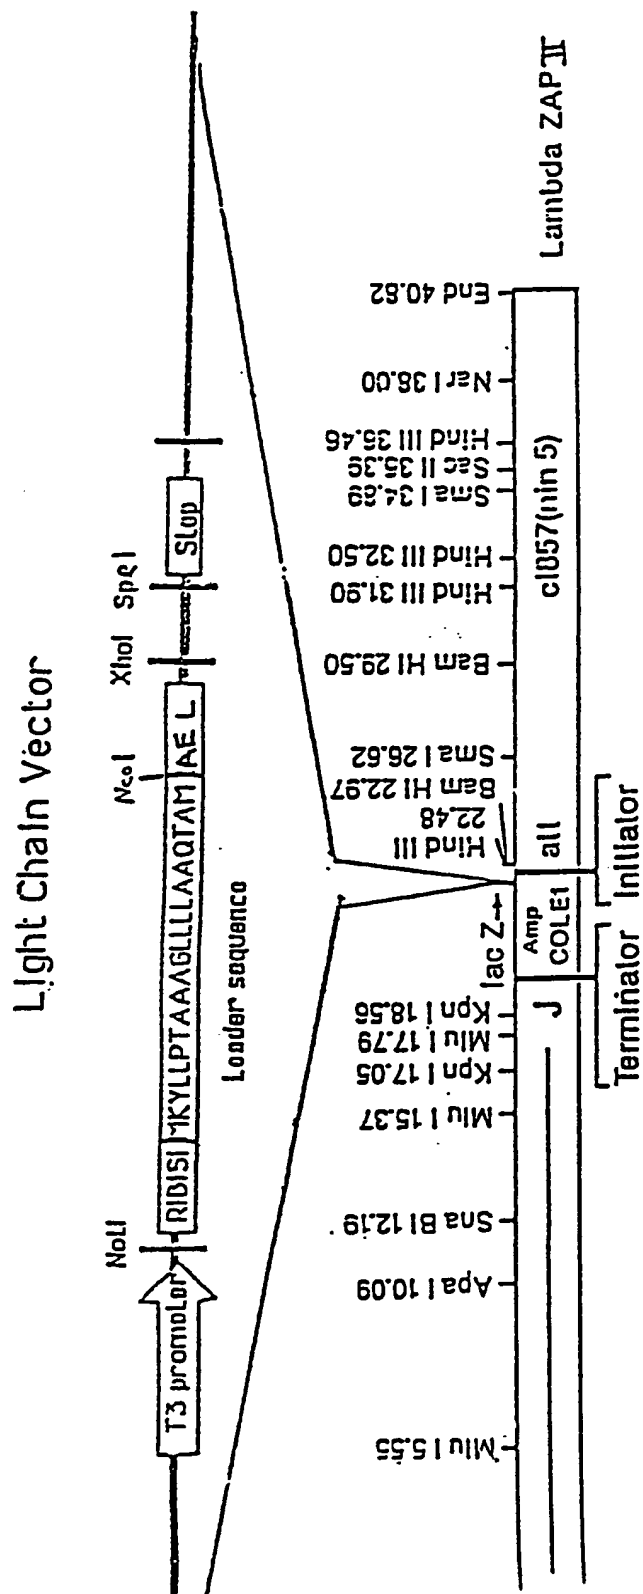 Light Chain Vector
NotI
NcoI
XhoI
SpeI
T3 promoter
RIBISI
MKYLLPTAAAGLLLLAAQTAM
AE L
Stop
Leader sequence
Mlu I 5.55
Apa I 10.09
Sna BI 12.19
Mlu I 15.37
Kpn I 17.05
Mlu I 17.79
Kpn I 18.56
lac Z→
Hind III
22.48
Bam HI 22.97
Sma I 26.62
Bam HI 29.50
Hind III 31.90
Hind III 32.50
Sma I 34.89
Sac II 35.39
Hind III 35.46
Nar I 38.00
End 40.82
J
Amp
COLE1
att
cI857(nin 5)
Lambda ZAP II
Terminator
Initiator